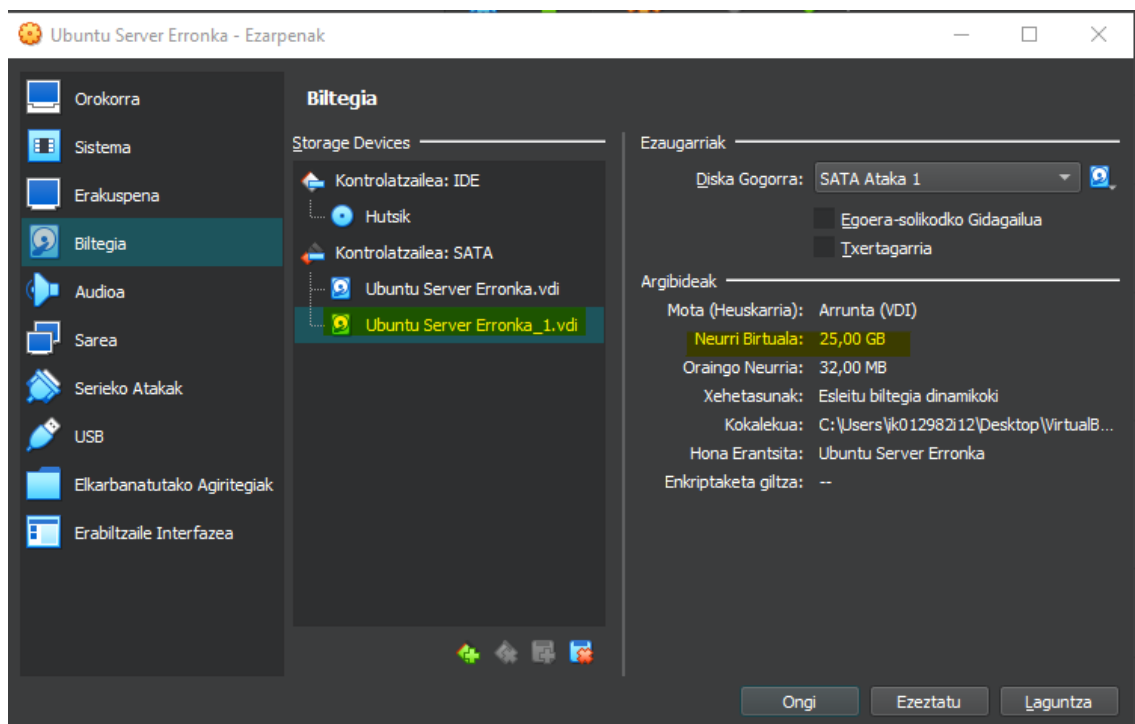 Ubuntu Server Erronka - Ezarpenak
Orokorra
Sistema
Erakuspena
Biltegia
Audioa
Sarea
Serieko Atakak
USB
Elkarbanatutako Agiritegiak
Erabiltzaile Interfazea
Biltegia
Storage Devices
Kontrolatzailea: IDE
Hutsik
Kontrolatzailea: SATA
Ubuntu Server Erronka.vdi
Ubuntu Server Erronka_1.vdi
Ezaugarriak
Diska Gogorra: SATA Ataka 1
Egoera-solikodko Gidagailua
Txertagarria
Argibideak
Mota (Heuskarria): Arrunta (VDI)
Neurri Birtuala: 25,00 GB
Oraingo Neurria: 32,00 MB
Xehetasunak: Esleitu biltegia dinamikoki
Kokalekua: C:\Users\jk012982i12\Desktop\VirtualB...
Hona Erantsita: Ubuntu Server Erronka
Enkriptaketa giltza: --
Ongi
Ezeztatu
Laguntza